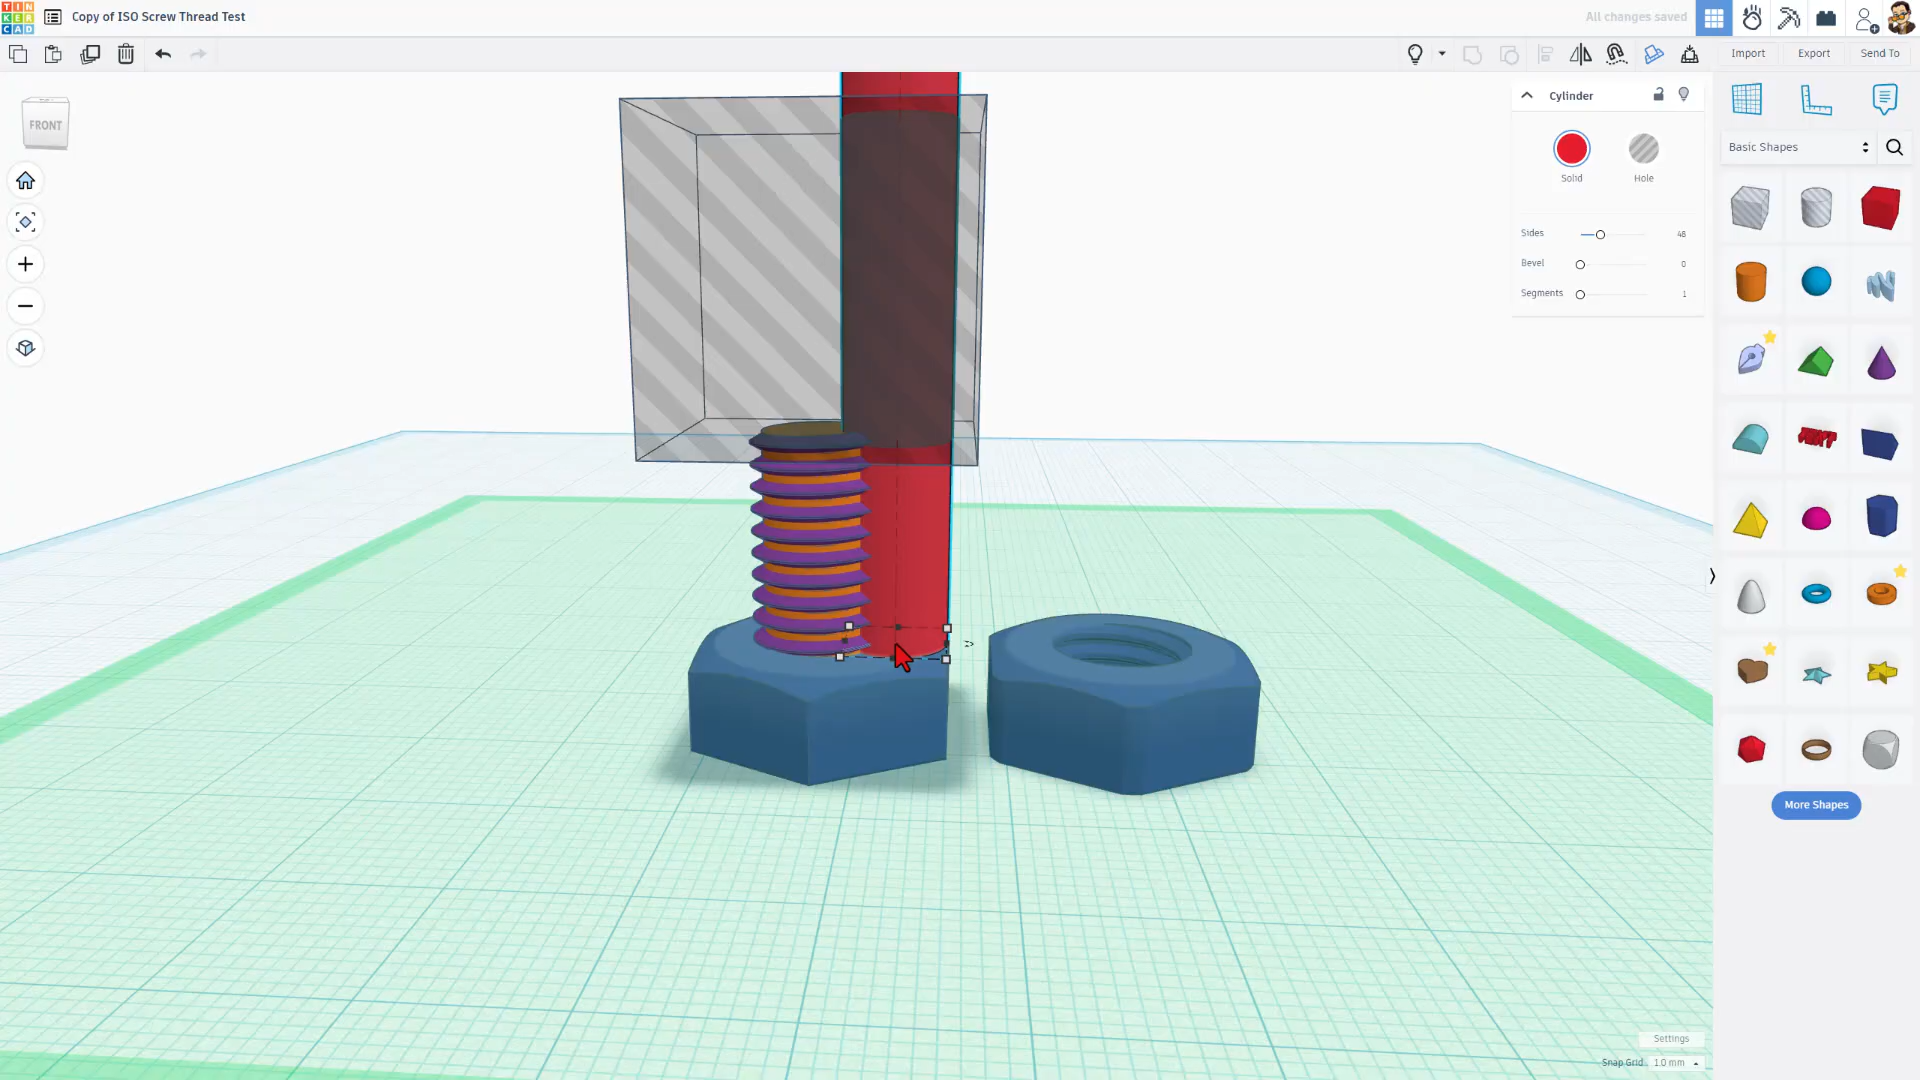 TIN
KER
CAD
Copy of ISO Screw Thread Test
All changes saved
Import
Export
Send To
FRONT
Cylinder
Solid
Hole
Sides
48
Bevel
0
Segments
1
Basic Shapes
More Shapes
Settings
Snap Grid
1.0 mm